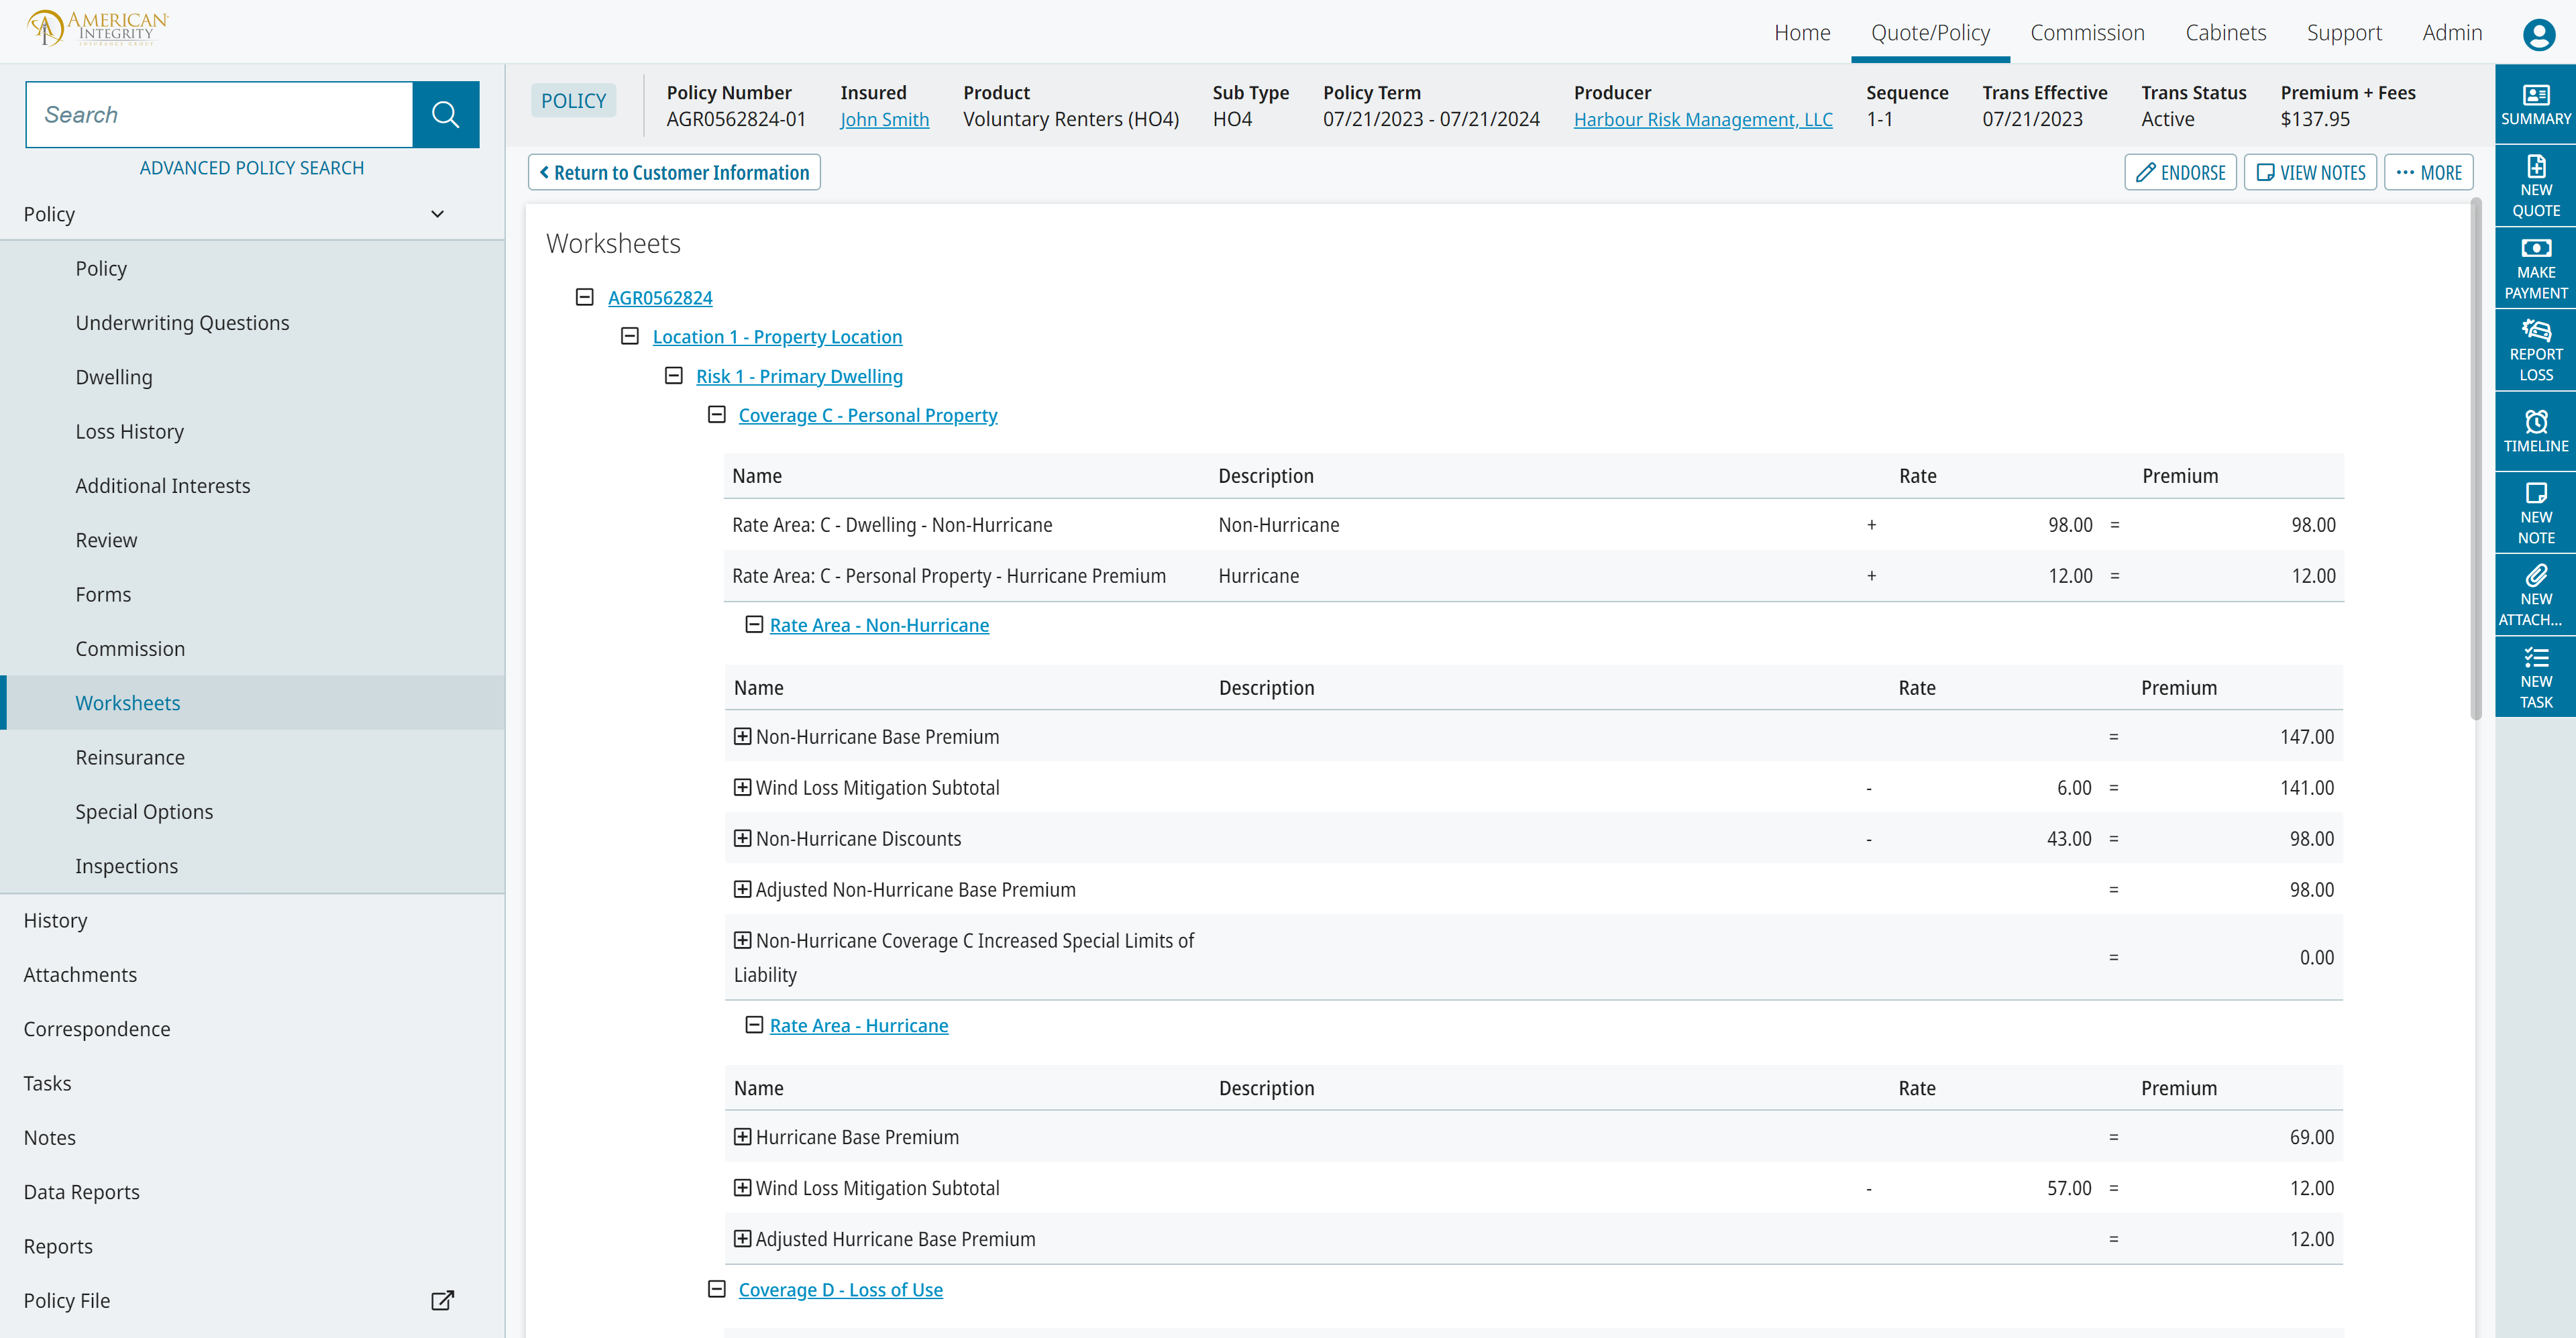 AMERICAN
INTEGRITY
INSURANCE GROUP
Home Quote/Policy Commission Cabinets Support Admin
Search
ADVANCED POLICY SEARCH
Policy
Policy
Underwriting Questions
Dwelling
Loss History
Additional Interests
Review
Forms
Commission
Worksheets
Reinsurance
Special Options
Inspections
History
Attachments
Correspondence
Tasks
Notes
Data Reports
Reports
Policy File
POLICY
Policy Number Insured Product Sub Type Policy Term Producer Sequence Trans Effective Trans Status Premium + Fees
AGR0562824-01 John Smith Voluntary Renters (HO4) HO4 07/21/2023 - 07/21/2024 Harbour Risk Management, LLC 1-1 07/21/2023 Active $137.95
Return to Customer Information
ENDORSE VIEW NOTES ··· MORE
Worksheets
AGR0562824
Location 1 - Property Location
Risk 1 - Primary Dwelling
Coverage C - Personal Property
Name Description Rate Premium
Rate Area: C - Dwelling - Non-Hurricane Non-Hurricane + 98.00 = 98.00
Rate Area: C - Personal Property - Hurricane Premium Hurricane + 12.00 = 12.00
Rate Area - Non-Hurricane
Name Description Rate Premium
Non-Hurricane Base Premium = 147.00
Wind Loss Mitigation Subtotal - 6.00 = 141.00
Non-Hurricane Discounts - 43.00 = 98.00
Adjusted Non-Hurricane Base Premium = 98.00
Non-Hurricane Coverage C Increased Special Limits of
Liability = 0.00
Rate Area - Hurricane
Name Description Rate Premium
Hurricane Base Premium = 69.00
Wind Loss Mitigation Subtotal - 57.00 = 12.00
Adjusted Hurricane Base Premium = 12.00
Coverage D - Loss of Use
SUMMARY
NEW
QUOTE
MAKE
PAYMENT
REPORT
LOSS
TIMELINE
NEW
NOTE
NEW
ATTACH...
NEW
TASK